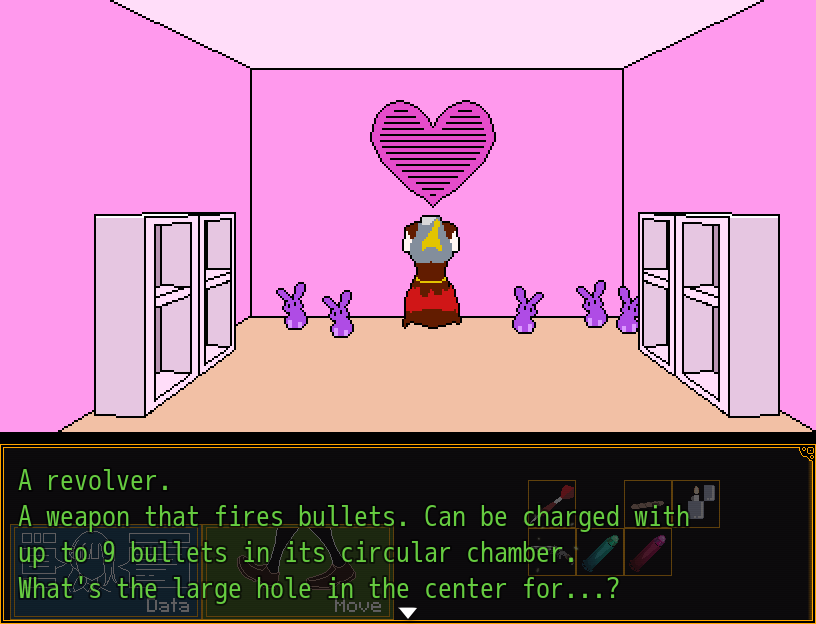 A revolver.
A weapon that fires bullets. Can be charged with
up to 9 bullets in its circular chamber.
What's the large hole in the center for...?
Data
Move